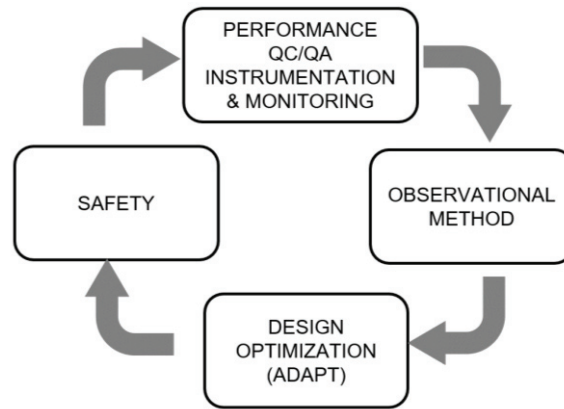 PERFORMANCE
QC/QA
INSTRUMENTATION
& MONITORING
OBSERVATIONAL
METHOD
DESIGN
OPTIMIZATION
(ADAPT)
SAFETY